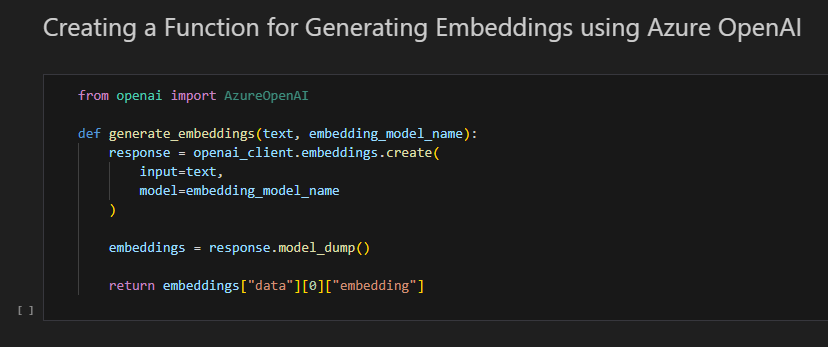 Creating a Function for Generating Embeddings using Azure OpenAI
from openai import AzureOpenAI
def generate_embeddings(text, embedding_model_name):
response = openai_client.embeddings.create(
input=text,
model=embedding_model_name
)
embeddings = response.model_dump()
return embeddings["data"][0]["embedding"]
[ ]